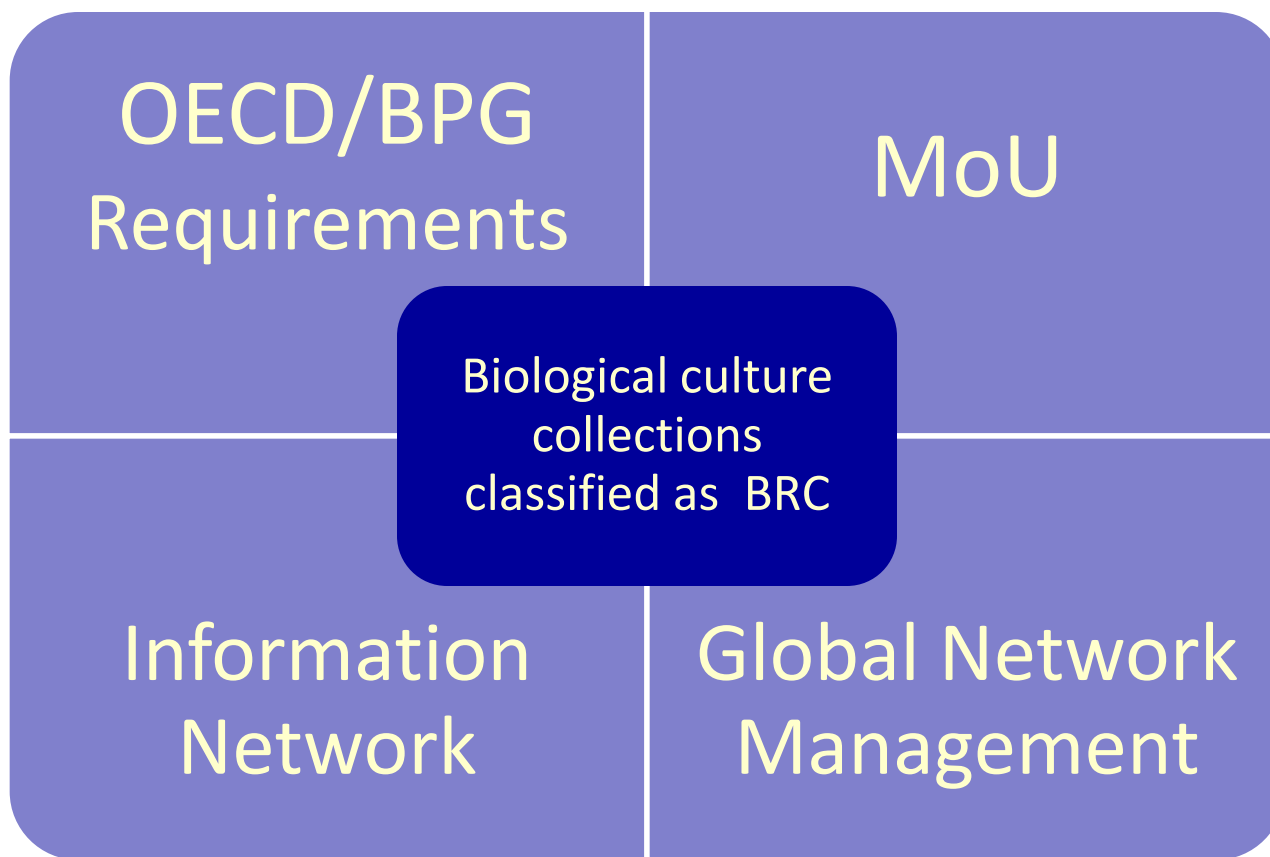 OECD/BPG
Requirements
MoU
Biological culture
collections
classified as  BRC
Information
Network
Global Network
Management